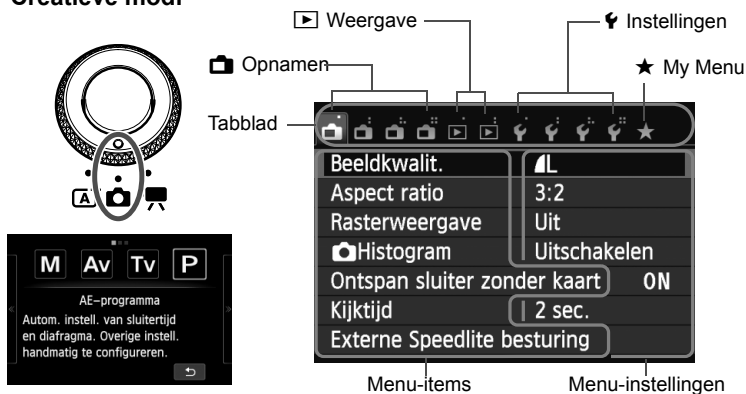 Creatieve modi
Weergave
Instellingen
Opnamen
My Menu
Tabblad
A
Beeldkwalit. L
Aspect ratio 3:2
Rasterweergave Uit
Histogram Uitschakelen
Ontspan sluiter zonder kaart ON
Kijktijd 2 sec.
Externe Speedlite besturing
M Av Tv P
AE-programma
Autom. instell. van sluitertijd
en diafragma. Overige instell.
handmatig te configureren.
Menu-items
Menu-instellingen